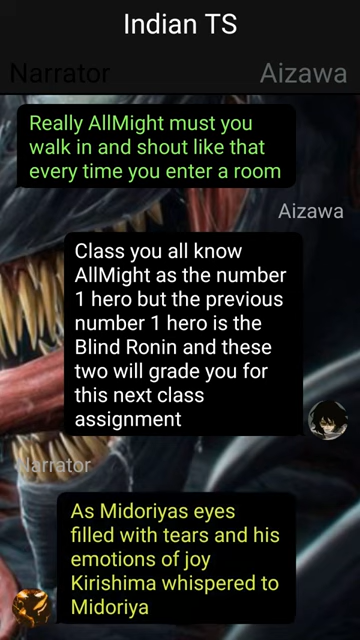 Indian TS
Narrator
Aizawa
Really AllMight must you
walk in and shout like that
every time you enter a room
Aizawa
Class you all know
AllMight as the number
1 hero but the previous
number 1 hero is the
Blind Ronin and these
two will grade you for
this next class
assignment
Narrator
As Midoriyas eyes
filled with tears and his
emotions of joy
Kirishima whispered to
Midoriya